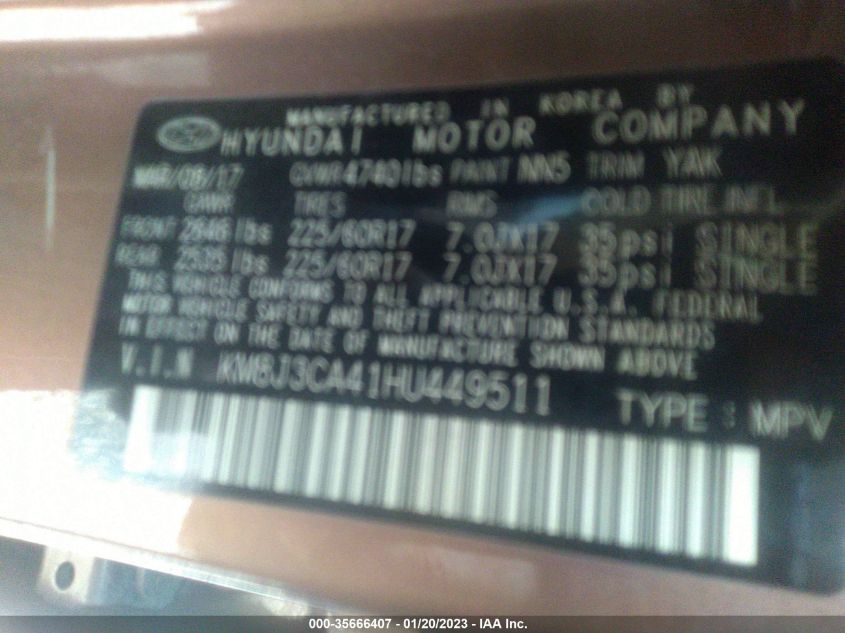 MANUFACTURED IN KOREA BY
HYUNDAI MOTOR COMPANY
MAR/08/17 GVWR 4740lbs PAINT NN5 TRIM YAK
GAWR TIRES RIMS COLD TIRE INFL.
FRONT 2646 lbs 225/60R17 7.0JX17 35psi SINGLE
REAR 2535 lbs 225/60R17 7.0JX17 35psi SINGLE
THIS VEHICLE CONFORMS TO ALL APPLICABLE U.S.A. FEDERAL
MOTOR VEHICLE SAFETY AND THEFT PREVENTION STANDARDS
IN EFFECT ON THE DATE OF MANUFACTURE SHOWN ABOVE
V.I.N KM8J3CA41HU449511 TYPE : MPV
000-35666407 - 01/20/2023 - IAA Inc.